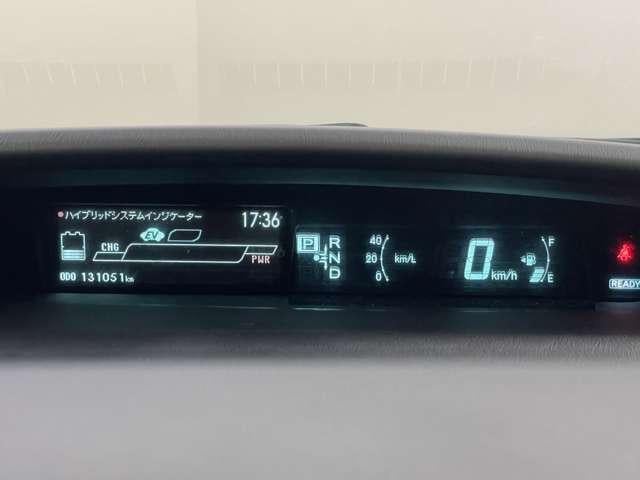 ハイブリッドシステムインジケーター 17:36
EV
CHG
PWR
ODO 131051km
P R
N
D
40
20 km/L
0
0 km/h
F
E
READY